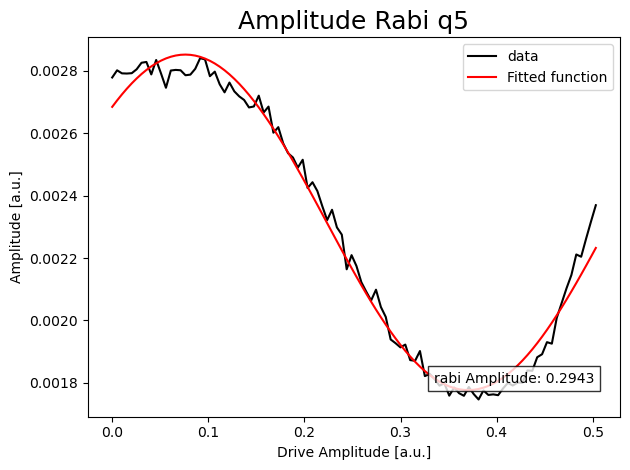 Amplitude Rabi q5
data
Fitted function
0.0028
0.0026
0.0024
0.0022
0.0020
0.0018
Amplitude [a.u.]
rabi Amplitude: 0.2943
0.0
0.1
0.2
0.3
0.4
0.5
Drive Amplitude [a.u.]